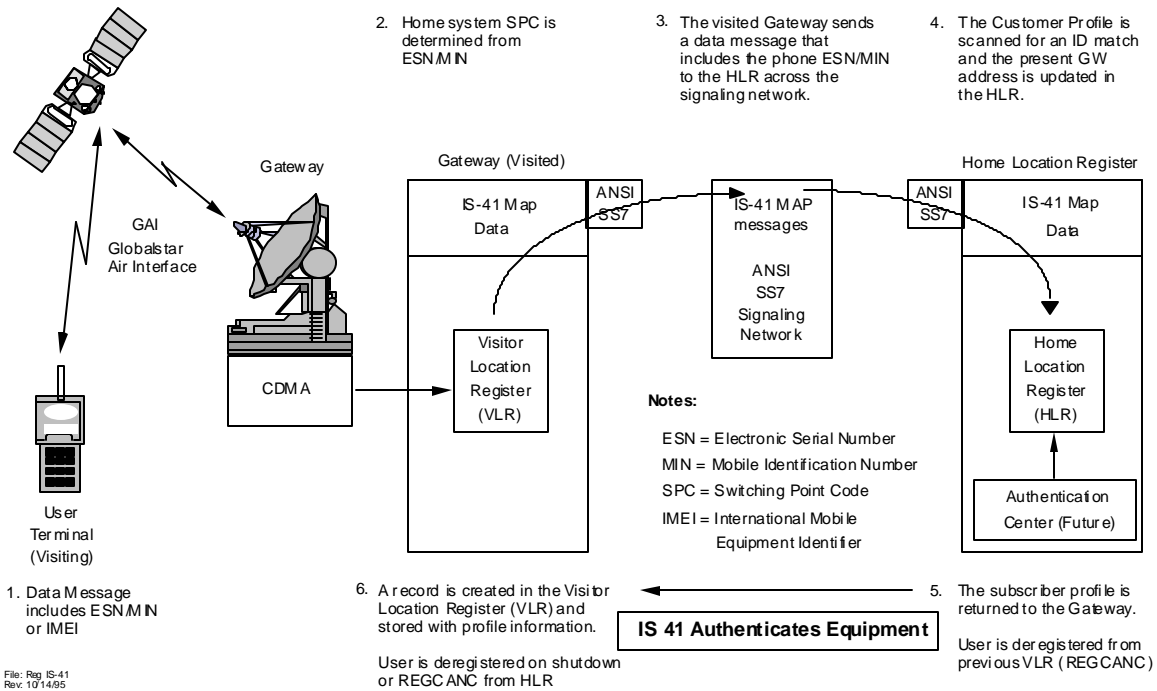 2. Home system SPC is
determined from
ESN/MIN
3. The visited Gateway sends
a data message that
includes the phone ESN/MIN
to the HLR across the
signaling network.
4. The Customer Profile is
scanned for an ID match
and the present GW
address is updated in
the HLR.
Gateway
Gateway (Visited)
Home Location Register
GAI
Globalstar
Air Interface
IS-41 Map
Data
ANSI
SS7
IS-41 MAP
messages
ANSI
SS7
Signaling
Network
ANSI
SS7
IS-41 Map
Data
CDMA
Visitor
Location
Register
(VLR)
Home
Location
Register
(HLR)
Authentication
Center (Future)
Notes:
ESN = Electronic Serial Number
MIN = Mobile Identification Number
SPC = Switching Point Code
IMEI = International Mobile
Equipment Identifier
User
Terminal
(Visiting)
1. Data Message
includes ESN/MIN
or IMEI
6. A record is created in the Visitor
Location Register (VLR) and
stored with profile information.
User is deregistered on shutdown
or REGCANC from HLR
IS 41 Authenticates Equipment
5. The subscriber profile is
returned to the Gateway.
User is deregistered from
previous VLR (REGCANC)
File: Reg IS-41
Rev: 10/14/95